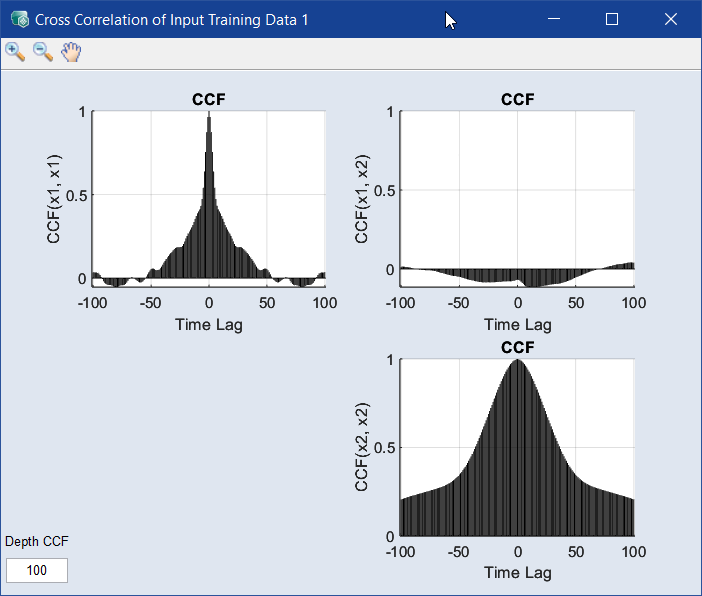 Cross Correlation of Input Training Data 1
CCF
CCF(x1, x1)
1
0.5
0
-100
-50
0
50
100
Time Lag
CCF
CCF(x1, x2)
1
0.5
0
-100
-50
0
50
100
Time Lag
CCF
CCF(x2, x2)
1
0.5
0
-100
-50
0
50
100
Time Lag
Depth CCF
100